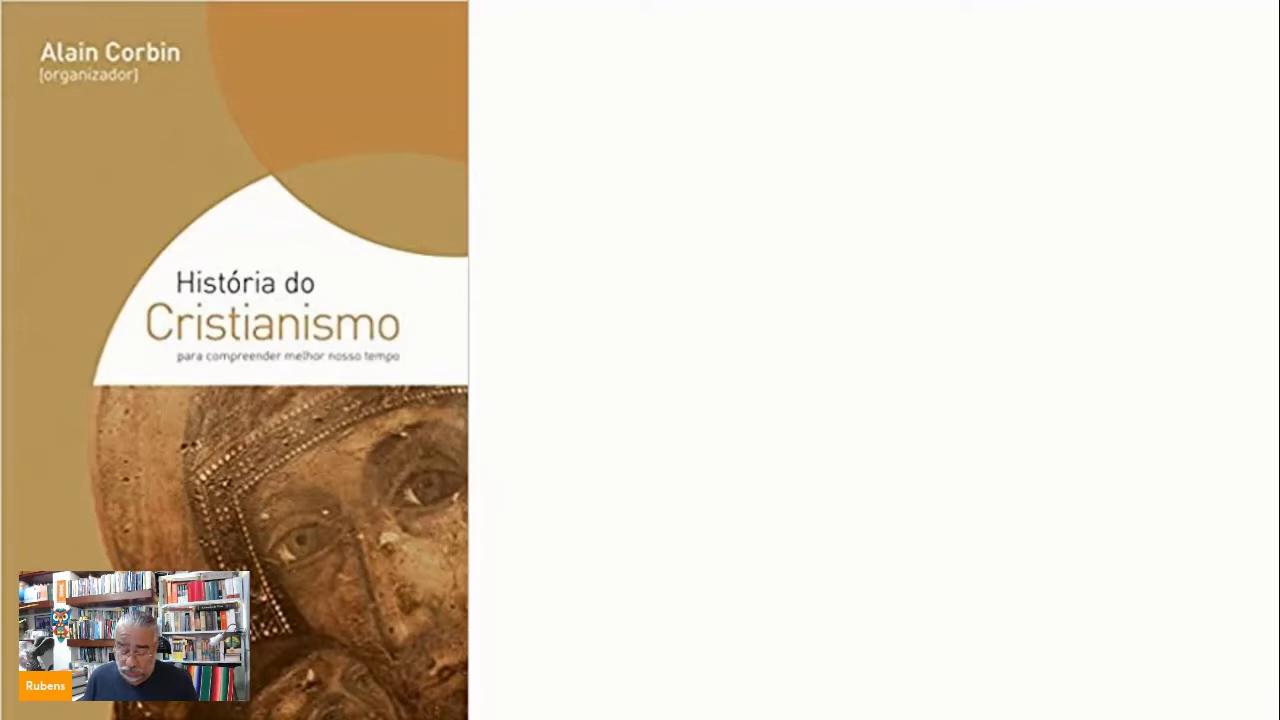 Alain Corbin
[organizador]
História do
Cristianismo
para compreender melhor nosso tempo
Rubens